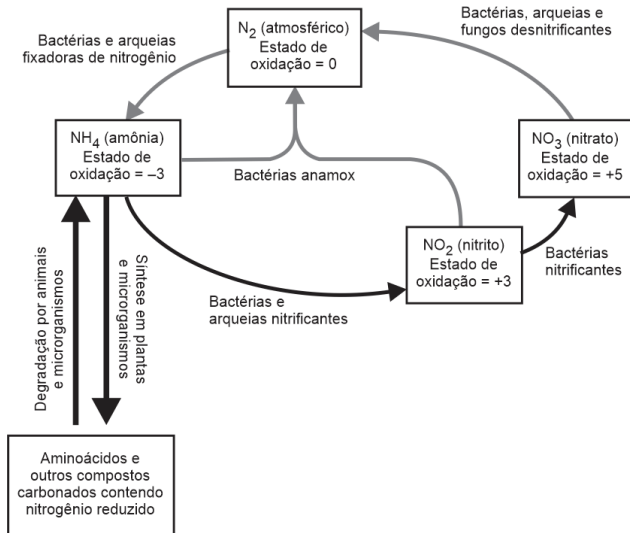 N₂ (atmosférico)
Estado de
oxidação = 0
Bactérias, arqueias e
fungos desnitrificantes
Bactérias e arqueias
fixadoras de nitrogênio
NH₄ (amônia)
Estado de
oxidação = –3
NO₃ (nitrato)
Estado de
oxidação = +5
Bactérias anamox
NO₂ (nitrito)
Estado de
oxidação = +3
Bactérias
nitrificantes
Bactérias e
arqueias nitrificantes
Degradação por animais
e microrganismos
Síntese em plantas
e microrganismos
Aminoácidos e
outros compostos
carbonados contendo
nitrogênio reduzido